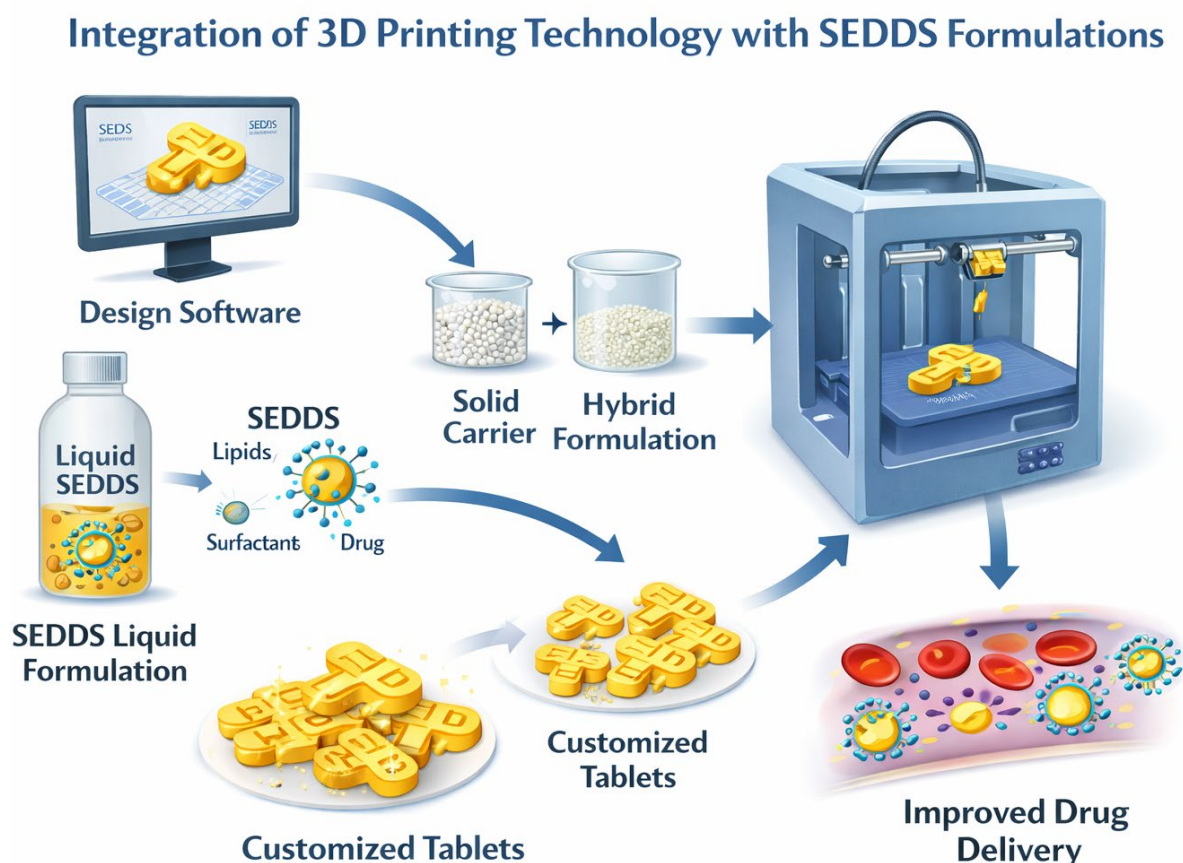 Integration of 3D Printing Technology with SEDDS Formulations
SEDS
SEDDS
Design Software
Solid
Carrier
Hybrid
Formulation
Liquid
SEDDS
SEDDS
Lipids
Surfactant
Drug
SEDDS Liquid
Formulation
Customized
Tablets
Customized Tablets
Improved Drug
Delivery